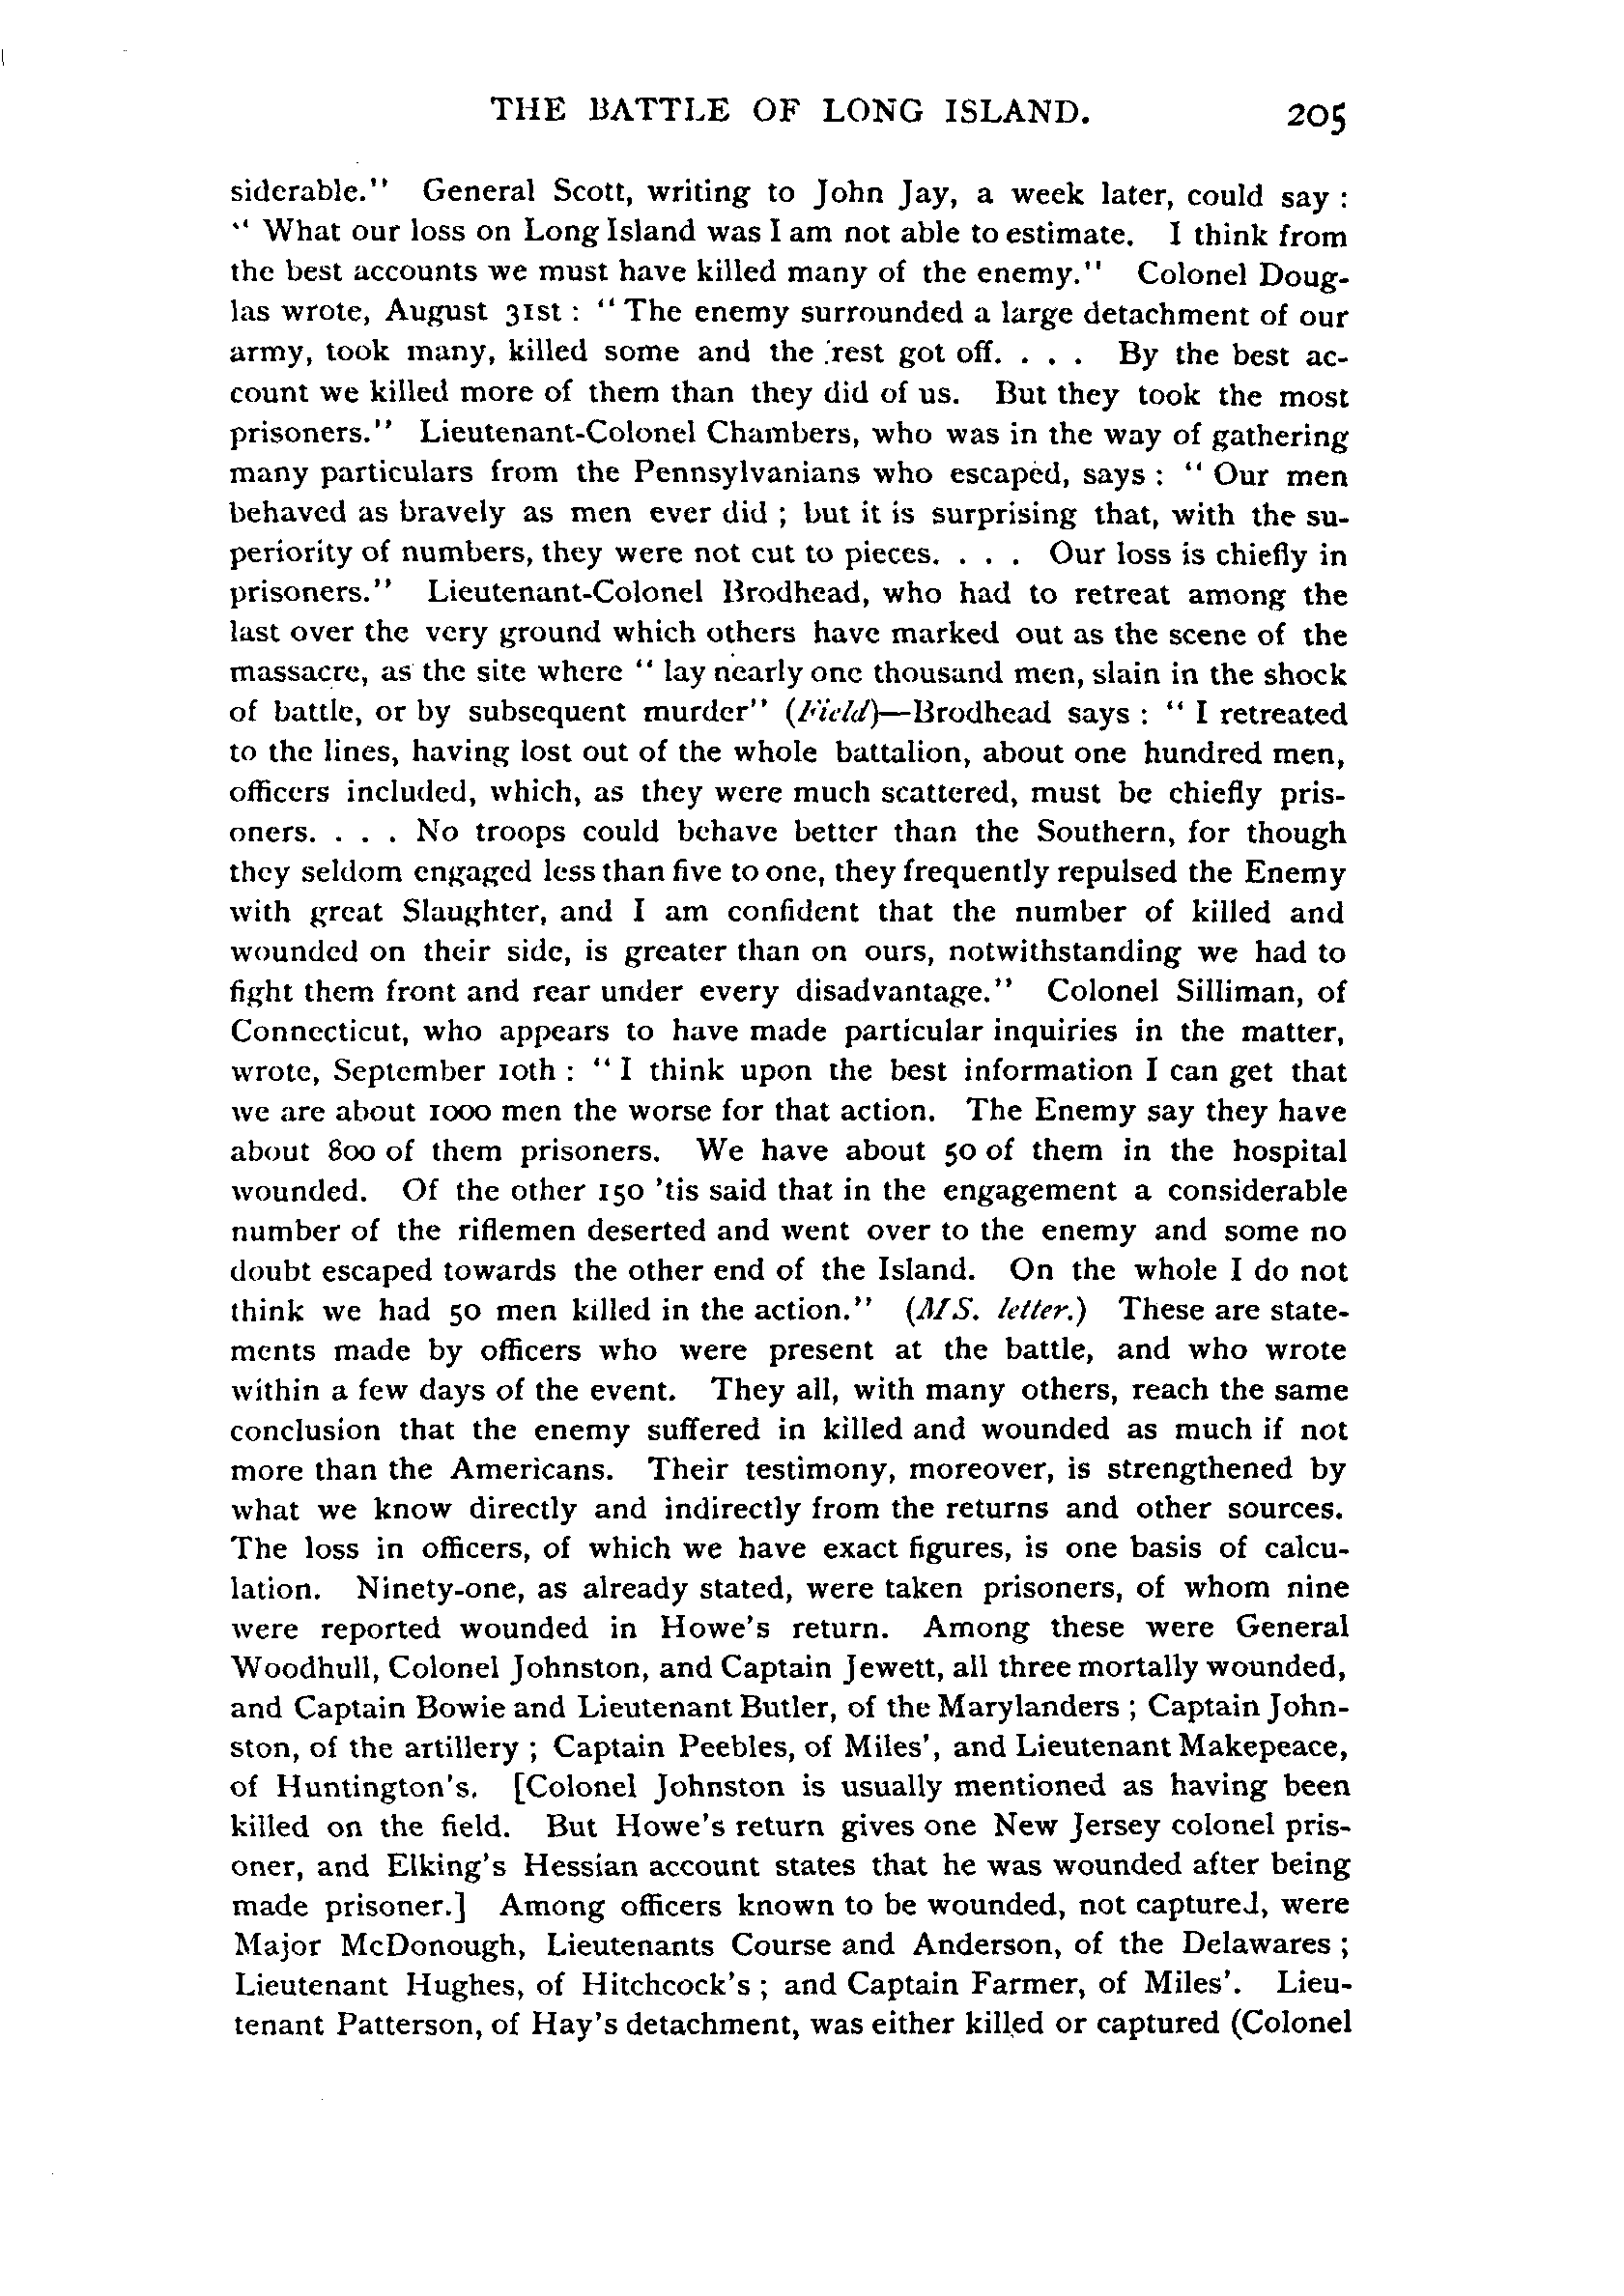 THE BATTLE OF LONG ISLAND. 205
siderable." General Scott, writing to John Jay, a week later, could say :
" What our loss on Long Island was I am not able to estimate. I think from
the best accounts we must have killed many of the enemy." Colonel Doug-
las wrote, August 31st : " The enemy surrounded a large detachment of our
army, took many, killed some and the rest got off. . . . By the best ac-
count we killed more of them than they did of us. But they took the most
prisoners." Lieutenant-Colonel Chambers, who was in the way of gathering
many particulars from the Pennsylvanians who escaped, says : " Our men
behaved as bravely as men ever did ; but it is surprising that, with the su-
periority of numbers, they were not cut to pieces. . . . Our loss is chiefly in
prisoners." Lieutenant-Colonel Brodhead, who had to retreat among the
last over the very ground which others have marked out as the scene of the
massacre, as the site where " lay nearly one thousand men, slain in the shock
of battle, or by subsequent murder" (Field)—Brodhead says : " I retreated
to the lines, having lost out of the whole battalion, about one hundred men,
officers included, which, as they were much scattered, must be chiefly pris-
oners. . . . No troops could behave better than the Southern, for though
they seldom engaged less than five to one, they frequently repulsed the Enemy
with great Slaughter, and I am confident that the number of killed and
wounded on their side, is greater than on ours, notwithstanding we had to
fight them front and rear under every disadvantage." Colonel Silliman, of
Connecticut, who appears to have made particular inquiries in the matter,
wrote, September 10th : " I think upon the best information I can get that
we are about 1000 men the worse for that action. The Enemy say they have
about 800 of them prisoners. We have about 50 of them in the hospital
wounded. Of the other 150 'tis said that in the engagement a considerable
number of the riflemen deserted and went over to the enemy and some no
doubt escaped towards the other end of the Island. On the whole I do not
think we had 50 men killed in the action." (MS. letter.) These are state-
ments made by officers who were present at the battle, and who wrote
within a few days of the event. They all, with many others, reach the same
conclusion that the enemy suffered in killed and wounded as much if not
more than the Americans. Their testimony, moreover, is strengthened by
what we know directly and indirectly from the returns and other sources.
The loss in officers, of which we have exact figures, is one basis of calcu-
lation. Ninety-one, as already stated, were taken prisoners, of whom nine
were reported wounded in Howe's return. Among these were General
Woodhull, Colonel Johnston, and Captain Jewett, all three mortally wounded,
and Captain Bowie and Lieutenant Butler, of the Marylanders ; Captain John-
ston, of the artillery ; Captain Peebles, of Miles', and Lieutenant Makepeace,
of Huntington's. [Colonel Johnston is usually mentioned as having been
killed on the field. But Howe's return gives one New Jersey colonel pris-
oner, and Elking's Hessian account states that he was wounded after being
made prisoner.] Among officers known to be wounded, not captured, were
Major McDonough, Lieutenants Course and Anderson, of the Delawares ;
Lieutenant Hughes, of Hitchcock's ; and Captain Farmer, of Miles'. Lieu-
tenant Patterson, of Hay's detachment, was either killed or captured (Colonel